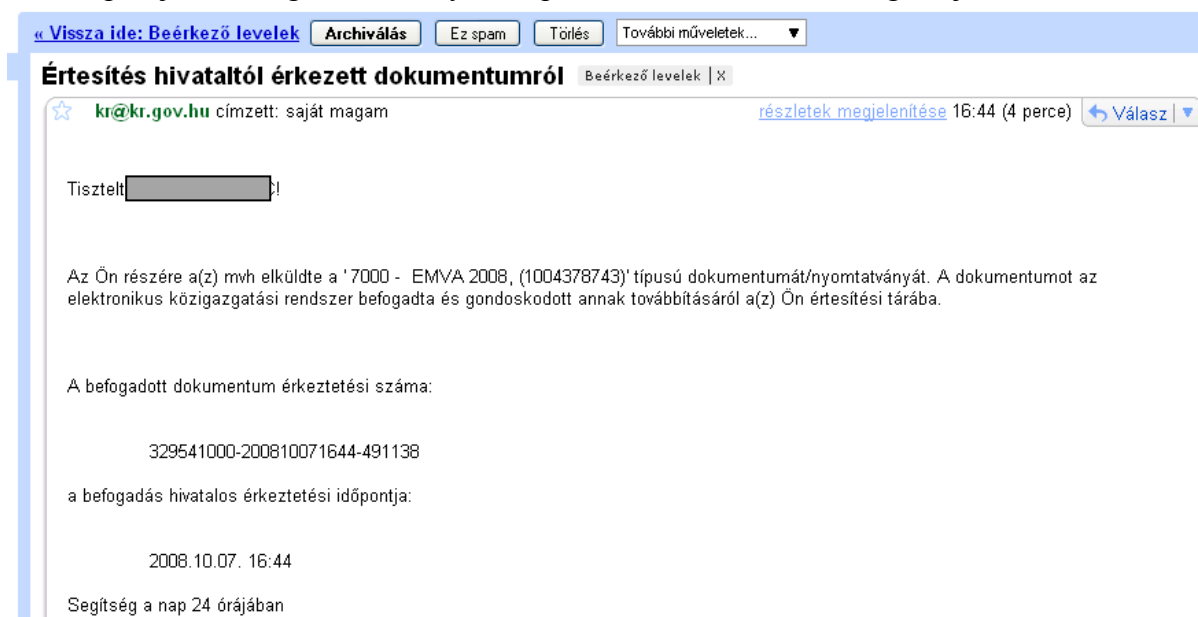 « Vissza ide: Beérkező levelek Archiválás Ez spam Törlés További műveletek...
Értesítés hivataltól érkezett dokumentumról Beérkező levelek | X
kr@kr.gov.hu címzett: saját magam részletek megjelenítése 16:44 (4 perce) Válasz
Tisztelt !
Az Ön részére a(z) mvh elküldte a ' 7000 - EMVA 2008, (1004378743)' típusú dokumentumát/nyomtatványát. A dokumentumot az
elektronikus közigazgatási rendszer befogadta és gondoskodott annak továbbításáról a(z) Ön értesítési tárába.
A befogadott dokumentum érkeztetési száma:
329541000-200810071644-491138
a befogadás hivatalos érkeztetési időpontja:
2008.10.07. 16:44
Segítség a nap 24 órájában